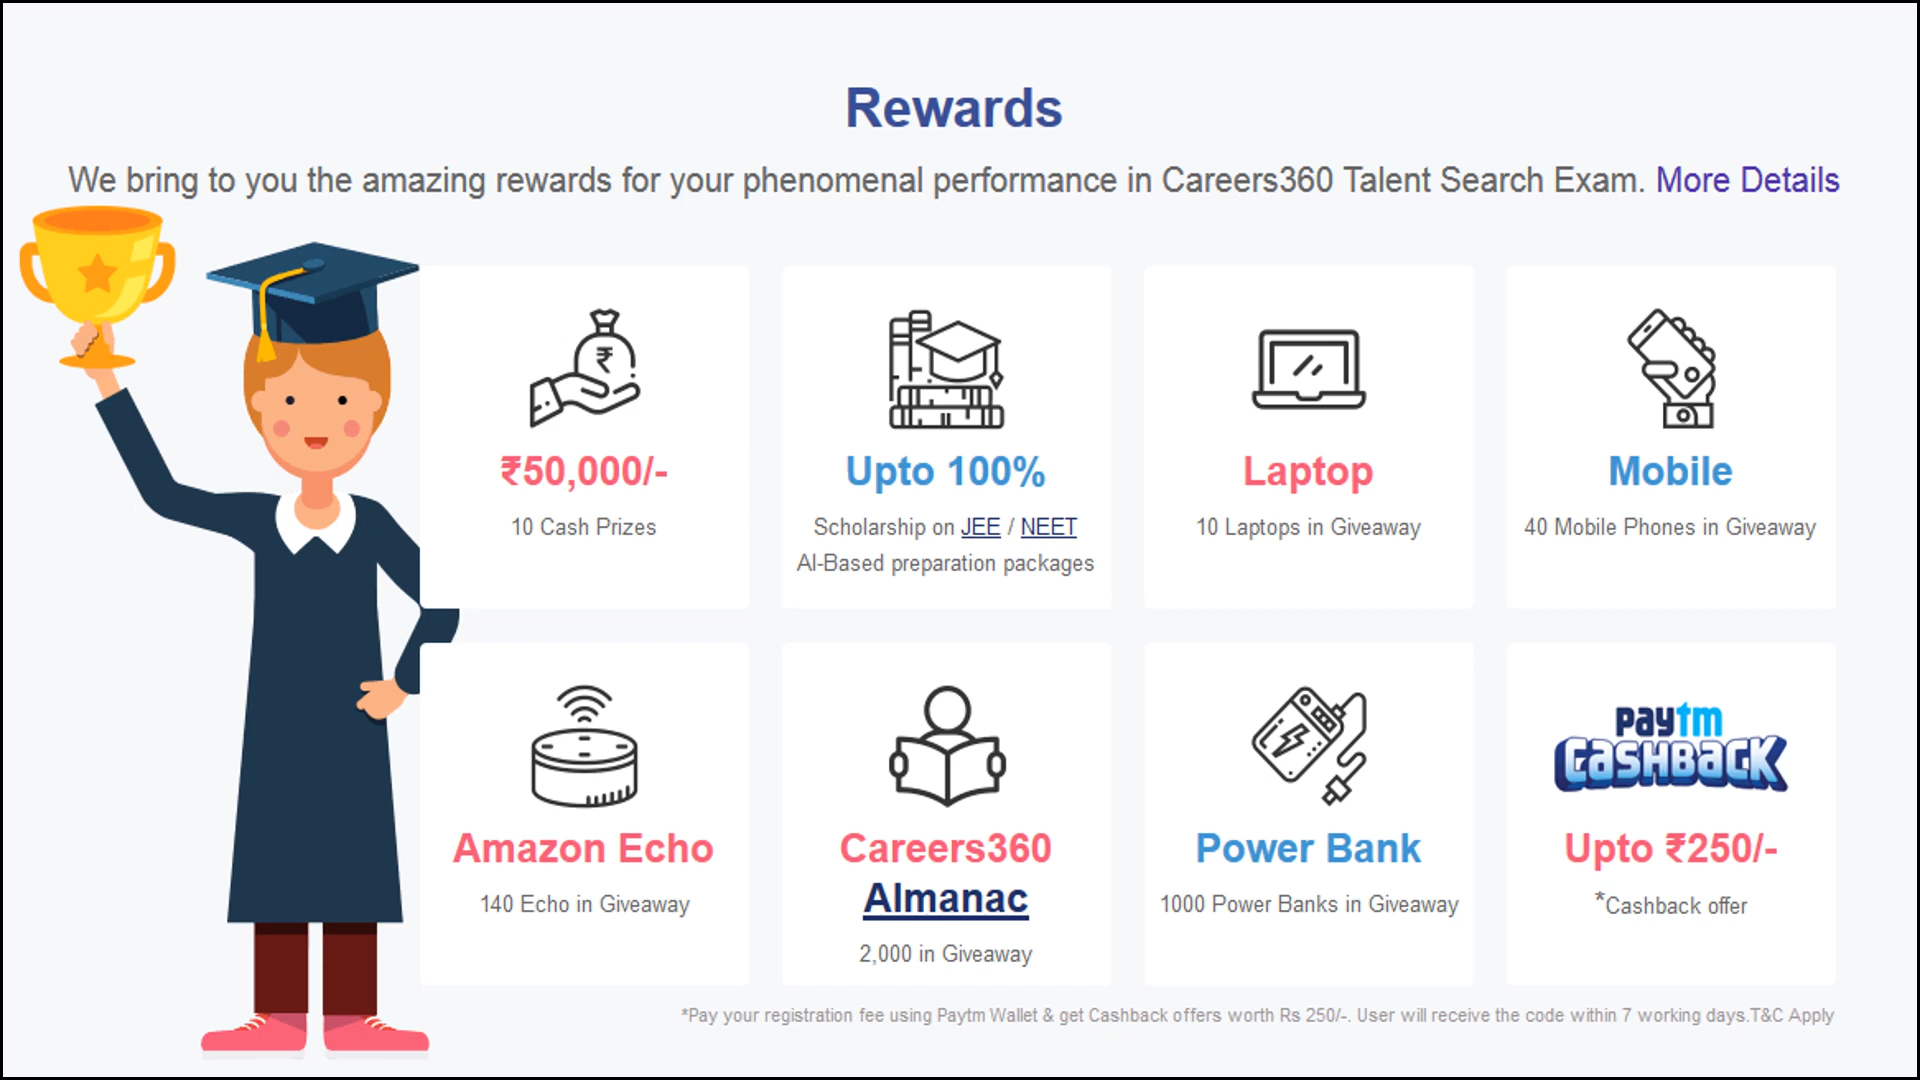 Rewards
We bring to you the amazing rewards for your phenomenal performance in Careers360 Talent Search Exam. More Details
₹
₹50,000/-
10 Cash Prizes
Upto 100%
Scholarship on JEE / NEET
AI-Based preparation packages
Laptop
10 Laptops in Giveaway
Mobile
40 Mobile Phones in Giveaway
Amazon Echo
140 Echo in Giveaway
Careers360
Almanac
2,000 in Giveaway
Power Bank
1000 Power Banks in Giveaway
paytm
CASHBACK
Upto ₹250/-
*Cashback offer
*Pay your registration fee using Paytm Wallet & get Cashback offers worth Rs 250/-. User will receive the code within 7 working days.T&C Apply